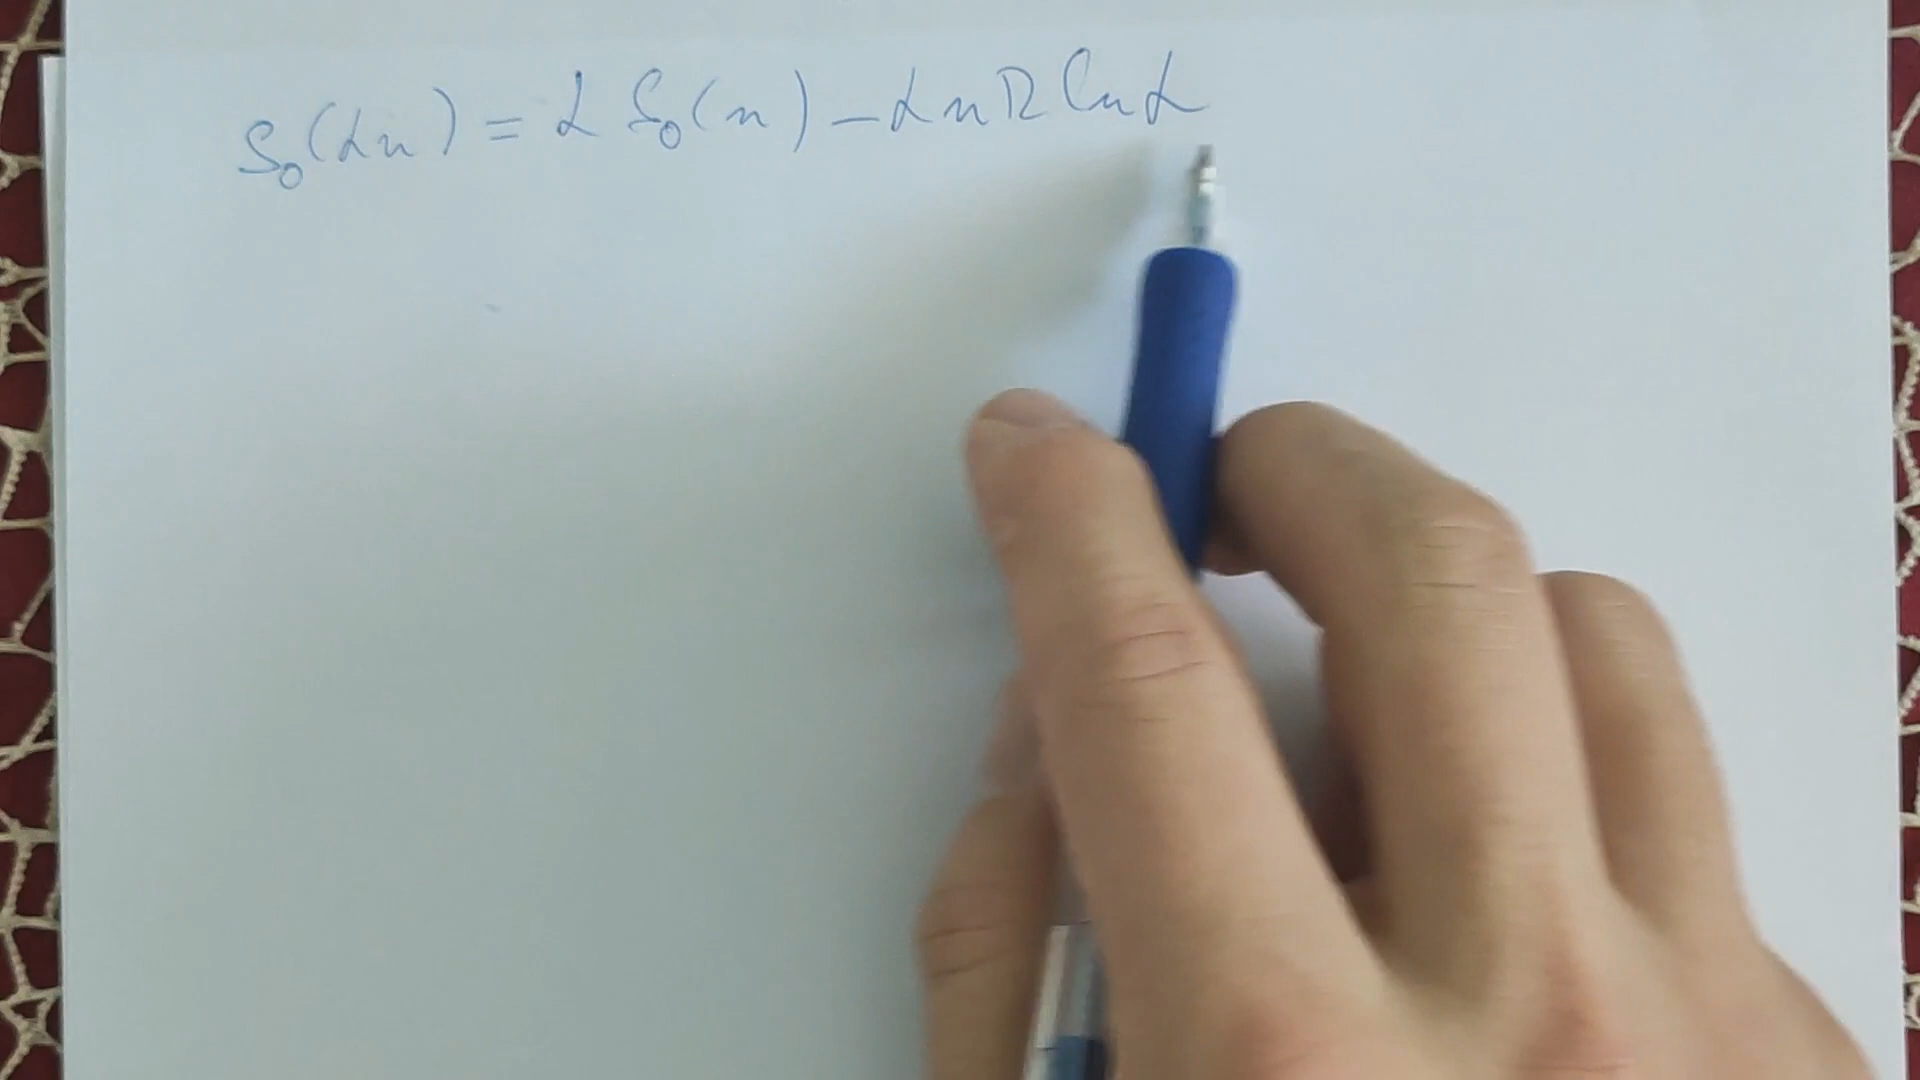 S₀(αn) = α S₀(n) – αnR ln α